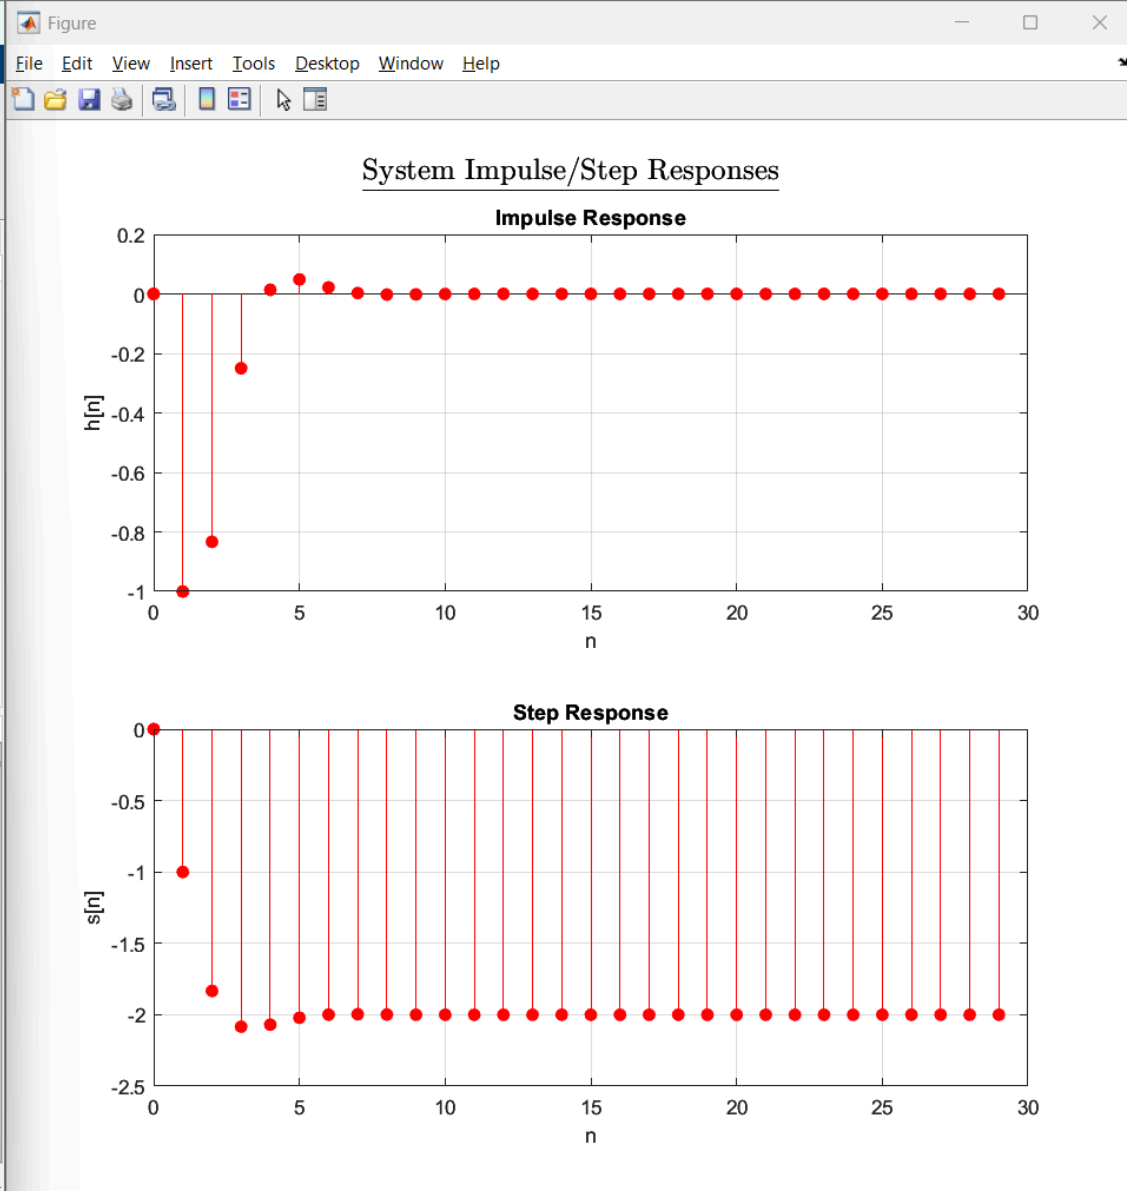 Figure
File Edit View Insert Tools Desktop Window Help
System Impulse/Step Responses
Impulse Response
0.2
0
-0.2
-0.4
-0.6
-0.8
-1
h[n]
0 5 10 15 20 25 30
n
Step Response
0
-0.5
-1
-1.5
-2
-2.5
s[n]
0 5 10 15 20 25 30
n